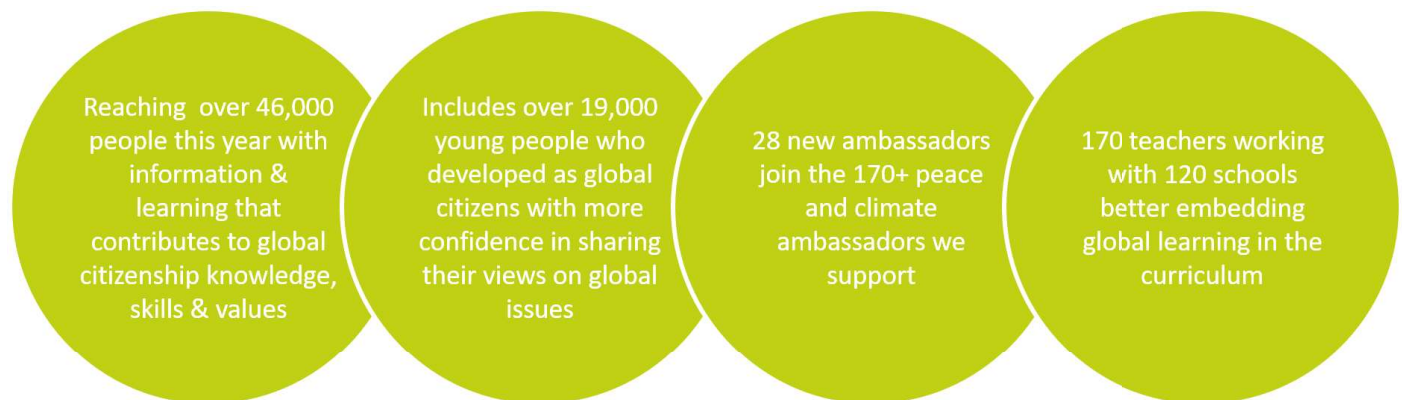 Reaching  over 46,000
people this year with
information &
learning that
contributes to global
citizenship knowledge,
skills & values
Includes over 19,000
young people who
developed as global
citizens with more
confidence in sharing
their views on global
issues
28 new ambassadors
join the 170+ peace
and climate
ambassadors we
support
170 teachers working
with 120 schools
better embedding
global learning in the
curriculum